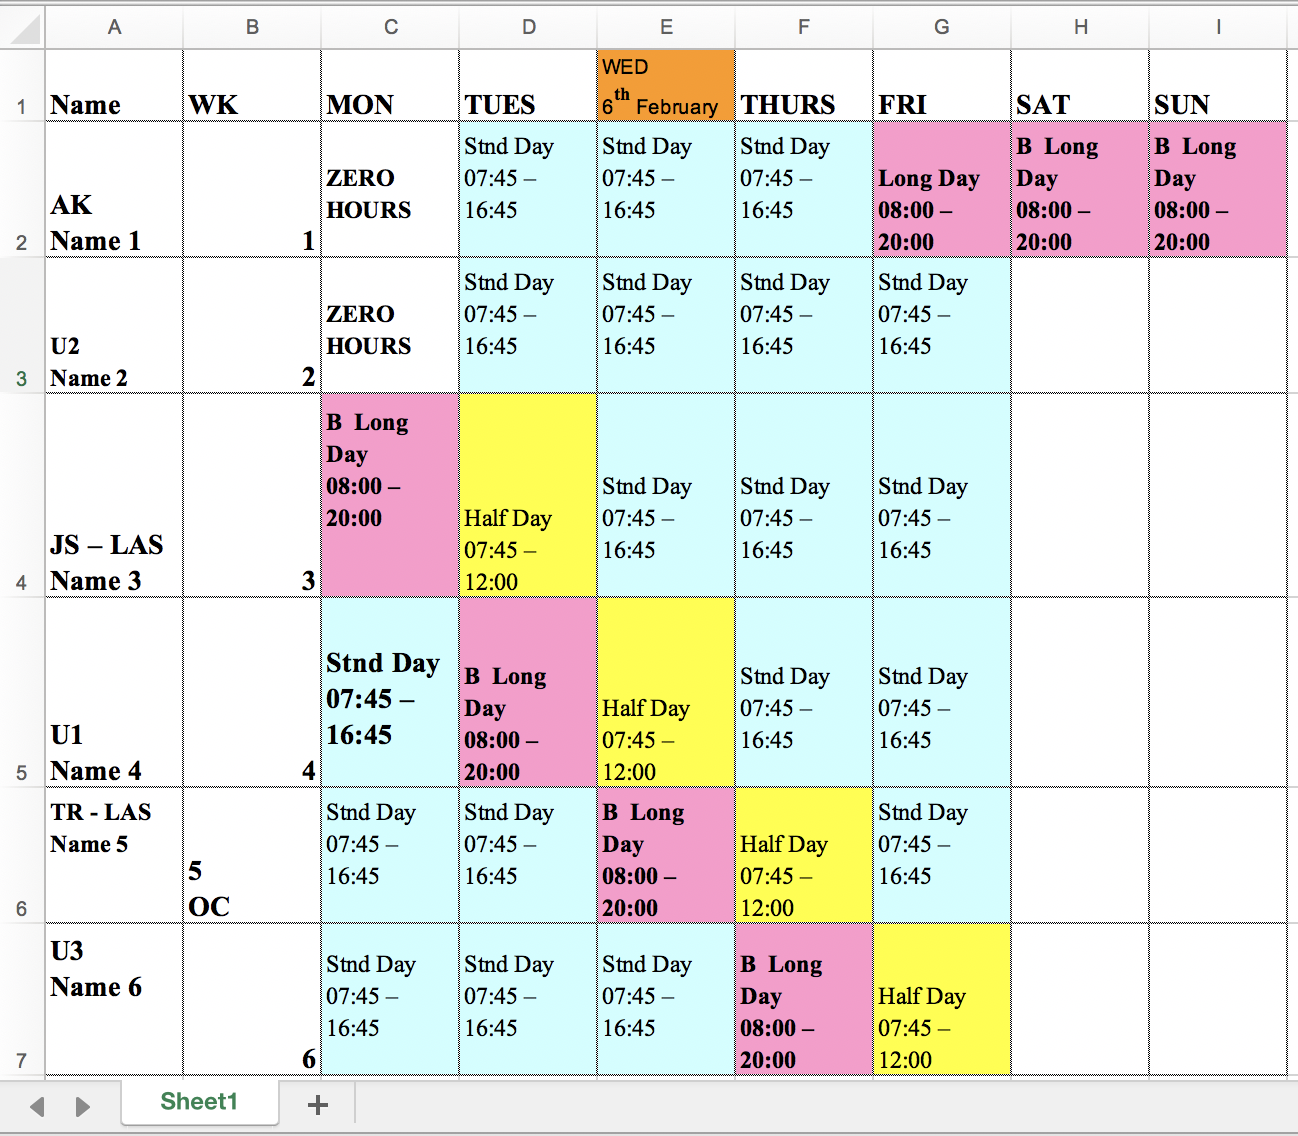 A B C D E F G H I
1 Name WK MON TUES WED
6th February THURS FRI SAT SUN
2 AK
Name 1
1
ZERO
HOURS
Stnd Day
07:45 –
16:45
Stnd Day
07:45 –
16:45
Stnd Day
07:45 –
16:45
Long Day
08:00 –
20:00
B  Long
Day
08:00 –
20:00
B  Long
Day
08:00 –
20:00
3 U2
Name 2
2
ZERO
HOURS
Stnd Day
07:45 –
16:45
Stnd Day
07:45 –
16:45
Stnd Day
07:45 –
16:45
Stnd Day
07:45 –
16:45
4 JS – LAS
Name 3
3
B  Long
Day
08:00 –
20:00
Half Day
07:45 –
12:00
Stnd Day
07:45 –
16:45
Stnd Day
07:45 –
16:45
Stnd Day
07:45 –
16:45
5 U1
Name 4
4
Stnd Day
07:45 –
16:45
B  Long
Day
08:00 –
20:00
Half Day
07:45 –
12:00
Stnd Day
07:45 –
16:45
Stnd Day
07:45 –
16:45
6 TR - LAS
Name 5
5
OC
Stnd Day
07:45 –
16:45
Stnd Day
07:45 –
16:45
B  Long
Day
08:00 –
20:00
Half Day
07:45 –
12:00
Stnd Day
07:45 –
16:45
7 U3
Name 6
6
Stnd Day
07:45 –
16:45
Stnd Day
07:45 –
16:45
Stnd Day
07:45 –
16:45
B  Long
Day
08:00 –
20:00
Half Day
07:45 –
12:00
Sheet1 +